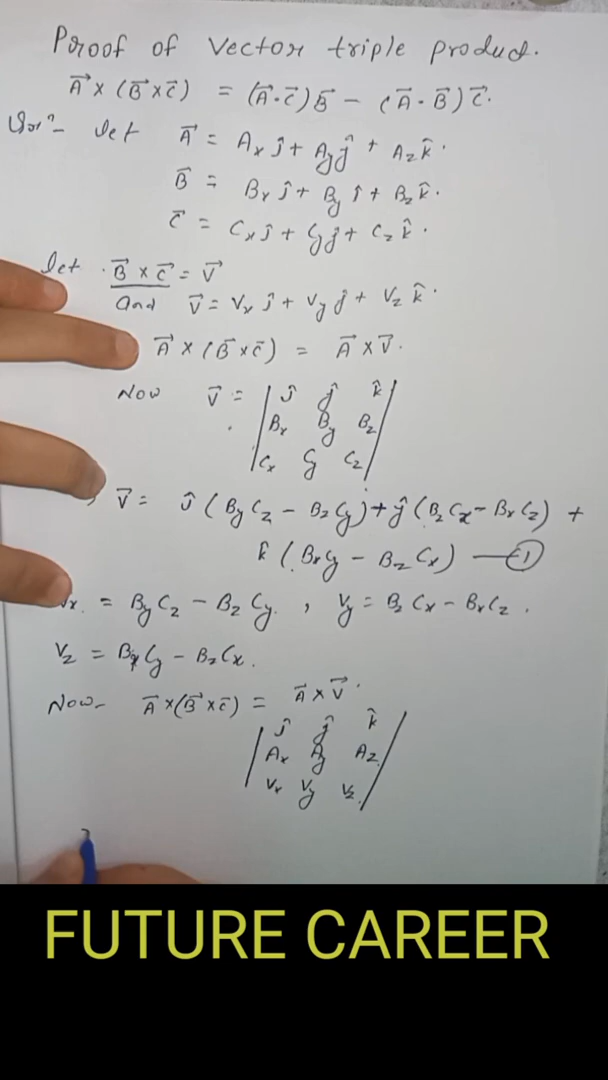 Proof of vector triple product.
A⃗ × (B⃗ × c⃗) = (A⃗ · c⃗) B⃗ − (A⃗ · B⃗) c⃗.
let A⃗ = Ax î + Ay ĵ + Az k̂.
B⃗ = Bx î + By ĵ + Bz k̂.
c⃗ = Cx î + Cy ĵ + Cz k̂.
let B⃗ × c⃗ = V⃗
and V⃗ = Vx î + Vy ĵ + Vz k̂.
A⃗ × (B⃗ × c⃗) = A⃗ × V⃗.
Now V⃗ = | î ĵ k̂ |
| Bx By Bz |
| Cx Cy Cz |
V⃗ = î (By Cz − Bz Cy) + ĵ (Bz Cx − Bx Cz) +
k̂ (Bx Cy − Bz Cx) — ①
Vx = By Cz − Bz Cy , Vy = Bz Cx − Bx Cz .
Vz = Bx Cy − Bz Cx .
Now- A⃗ × (B⃗ × c⃗) = A⃗ × V⃗ .
| î ĵ k̂ |
| Ax Ay Az |
| Vx Vy Vz |
FUTURE CAREER